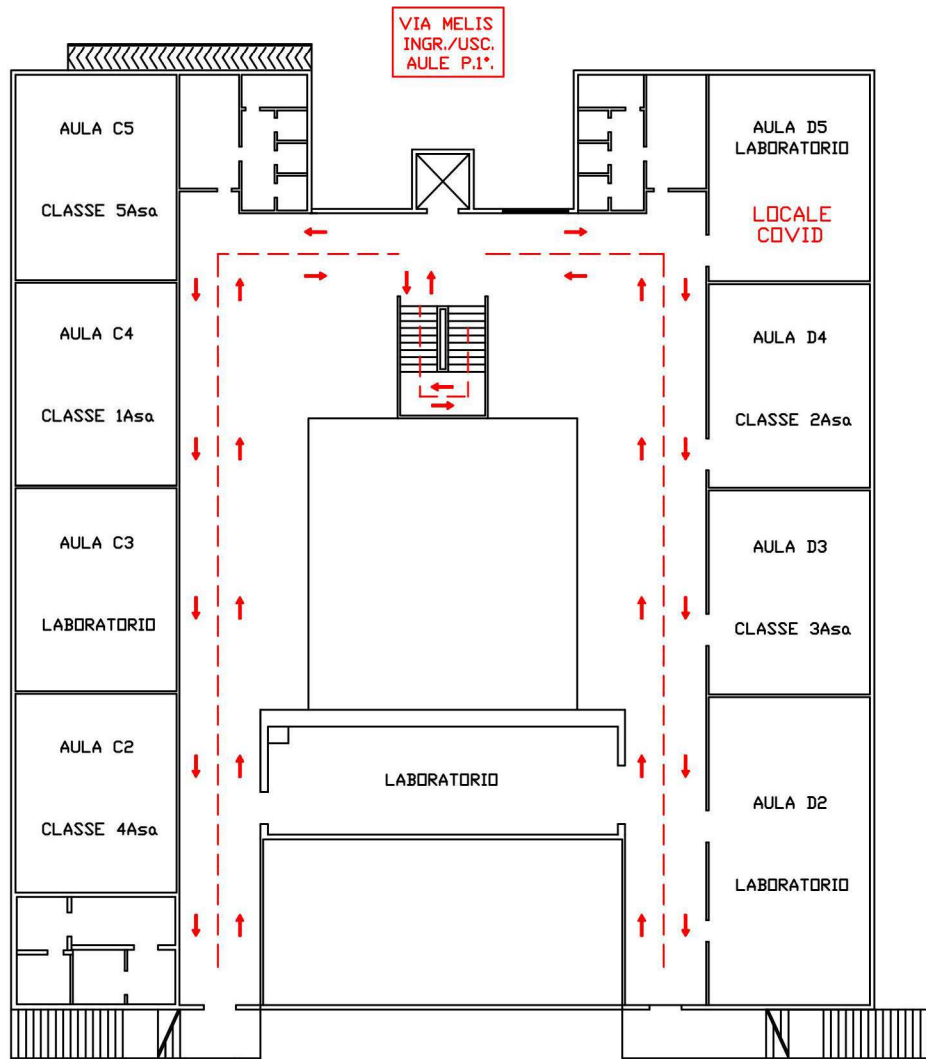 VIA MELIS
INGR./USC.
AULE P.1°.
AULA C5
CLASSE 5Asa
AULA D5
LABORATORIO
LOCALE
COVID
AULA C4
CLASSE 1Asa
AULA D4
CLASSE 2Asa
AULA C3
LABORATORIO
AULA D3
CLASSE 3Asa
AULA C2
CLASSE 4Asa
LABORATORIO
AULA D2
LABORATORIO